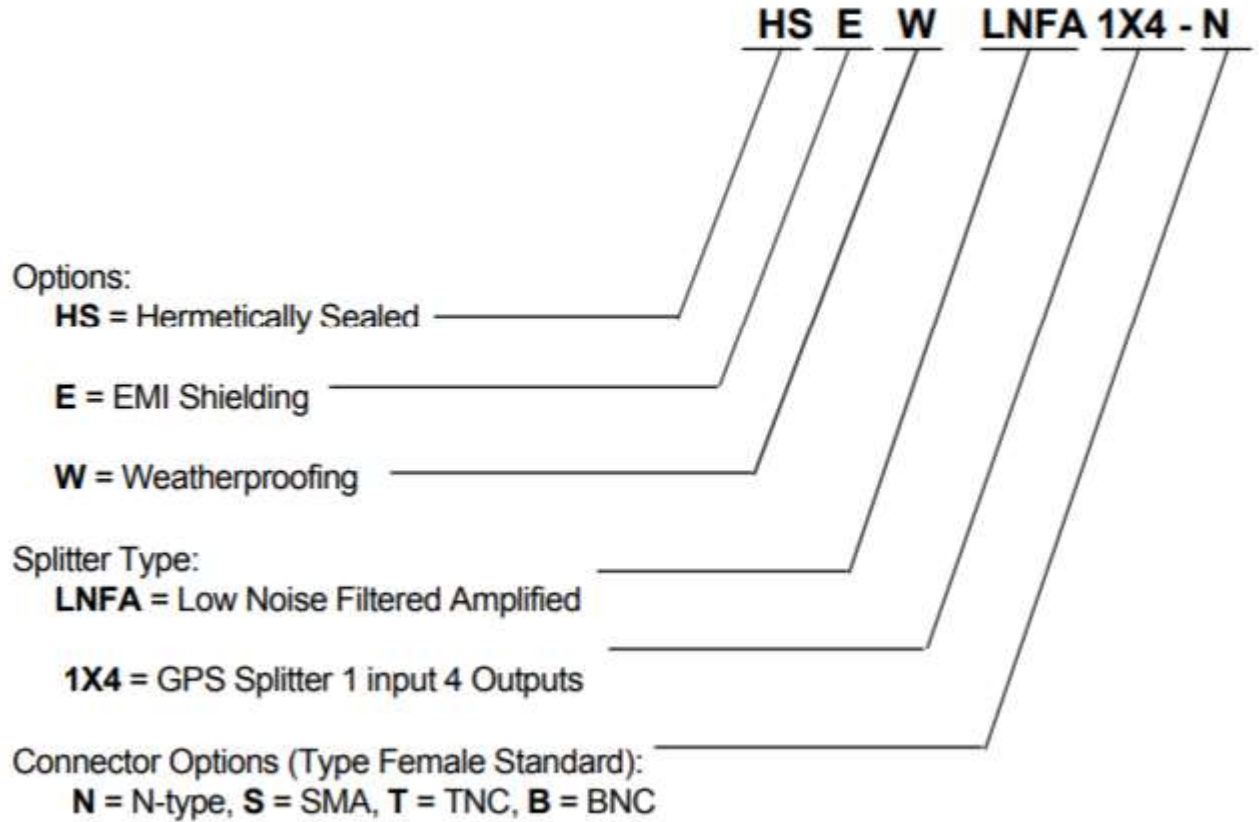 HS E W LNFA 1X4 - N
Options:
HS = Hermetically Sealed
E = EMI Shielding
W = Weatherproofing
Splitter Type:
LNFA = Low Noise Filtered Amplified
1X4 = GPS Splitter 1 input 4 Outputs
Connector Options (Type Female Standard):
N = N-type, S = SMA, T = TNC, B = BNC